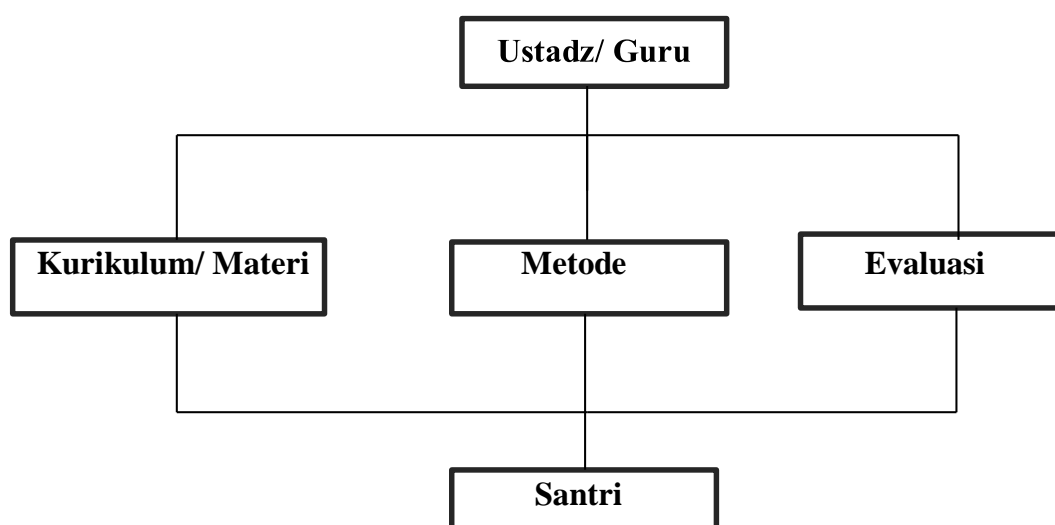 Ustadz/ Guru
Kurikulum/ Materi
Metode
Evaluasi
Santri